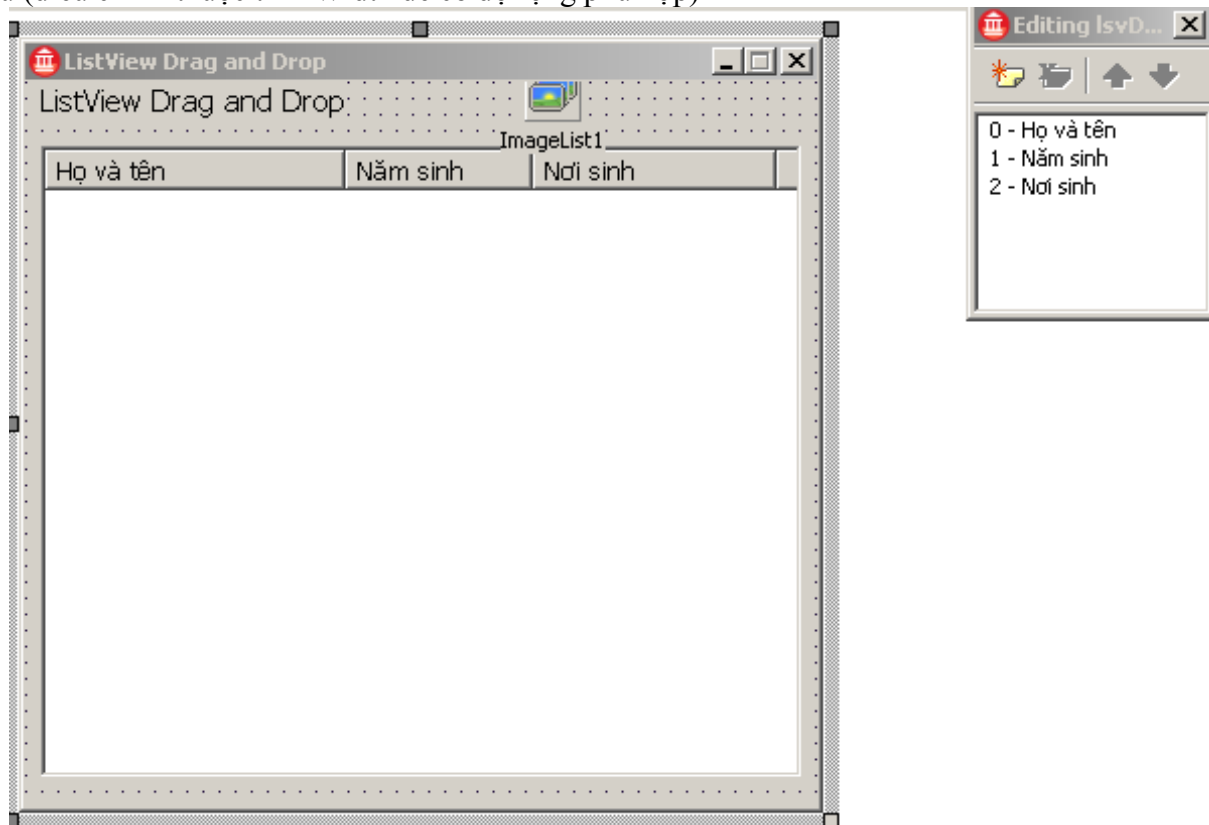 ListView Drag and Drop
ListView Drag and Drop:
ImageList1
Họ và tên Năm sinh Nơi sinh
Editing lsvD...
0 - Họ và tên
1 - Năm sinh
2 - Nơi sinh